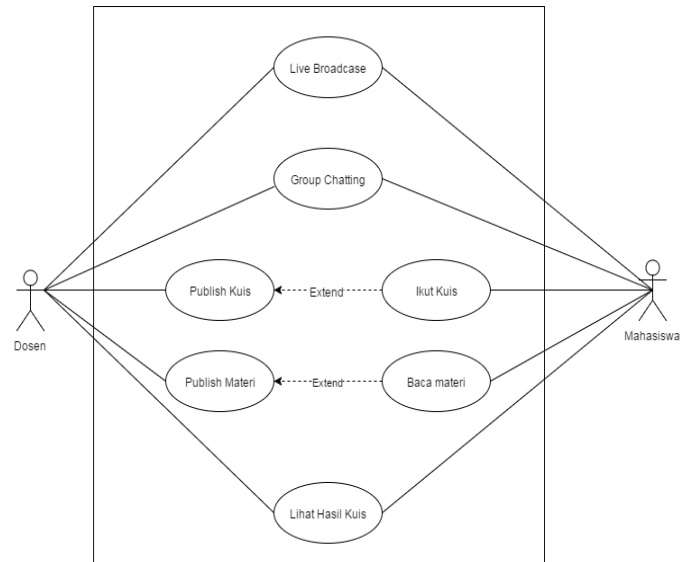 Live Broadcase
Group Chatting
Publish Kuis
Extend
Ikut Kuis
Dosen
Mahasiswa
Publish Materi
Extend
Baca materi
Lihat Hasil Kuis